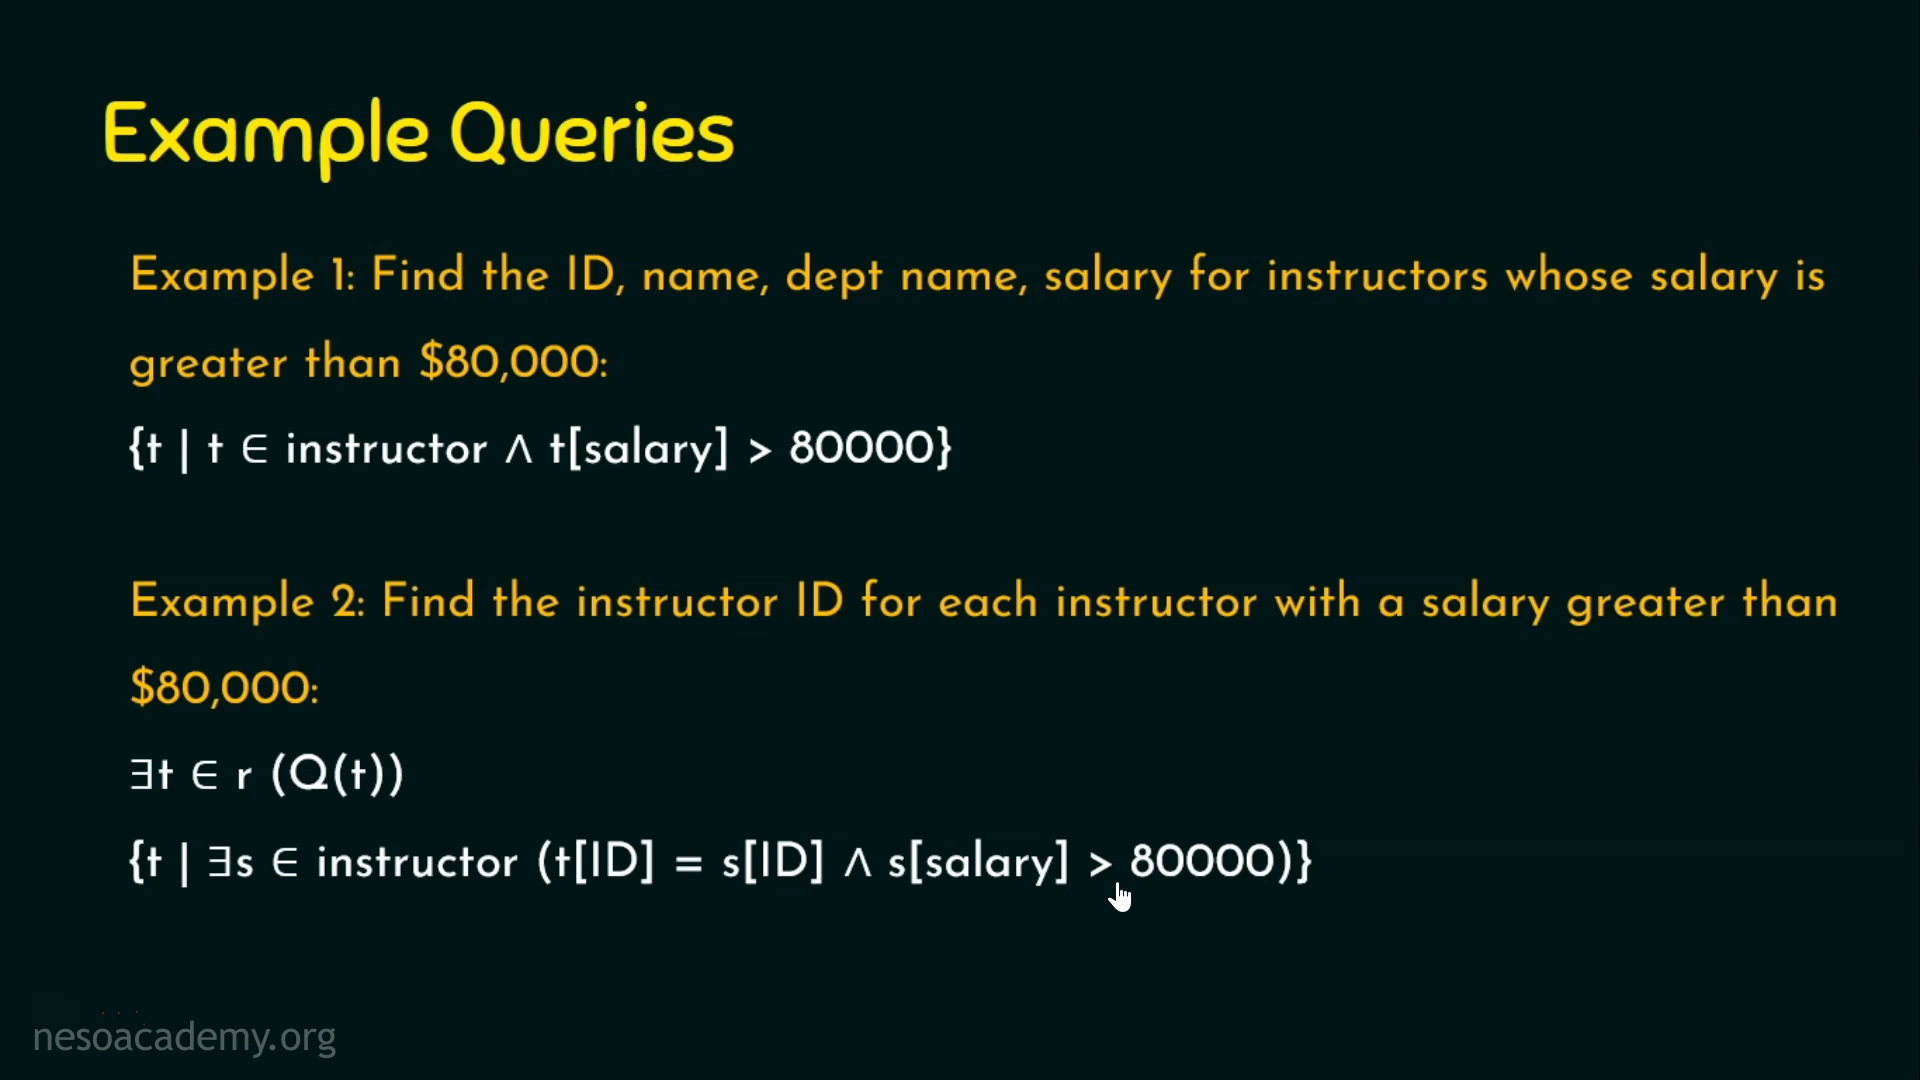 Example Queries
Example 1: Find the ID, name, dept name, salary for instructors whose salary is
greater than $80,000:
{t | t ∈ instructor ∧ t[salary] > 80000}
Example 2: Find the instructor ID for each instructor with a salary greater than
$80,000:
∃t ∈ r (Q(t))
{t | ∃s ∈ instructor (t[ID] = s[ID] ∧ s[salary] > 80000)}
nesoacademy.org